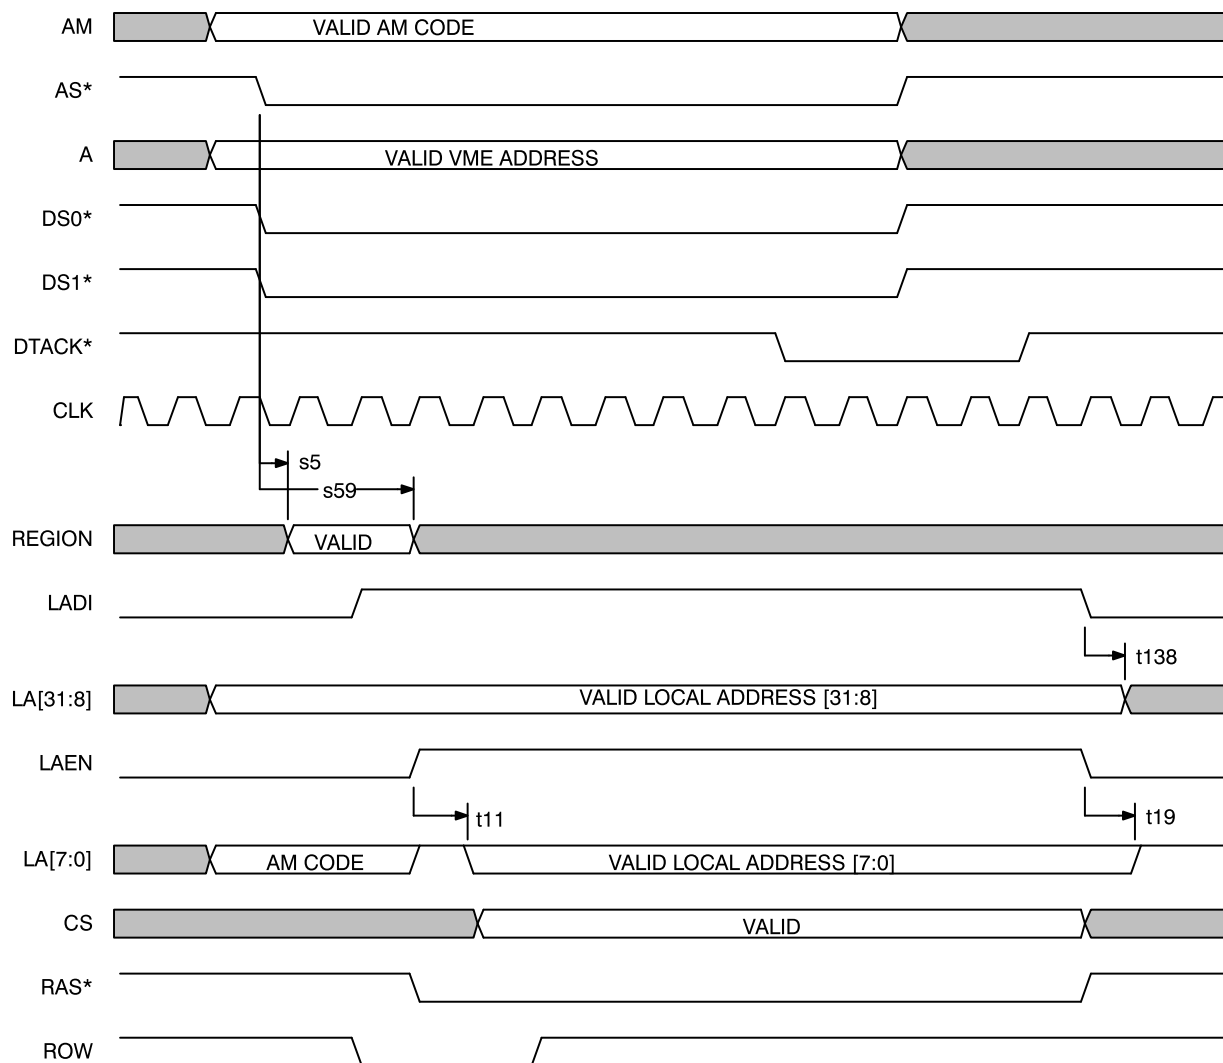 AM VALID AM CODE
AS*
A VALID VME ADDRESS
DS0*
DS1*
DTACK*
CLK
s5
s59
REGION VALID
LADI
t138
LA[31:8] VALID LOCAL ADDRESS [31:8]
LAEN
t11 t19
LA[7:0] AM CODE VALID LOCAL ADDRESS [7:0]
CS VALID
RAS*
ROW